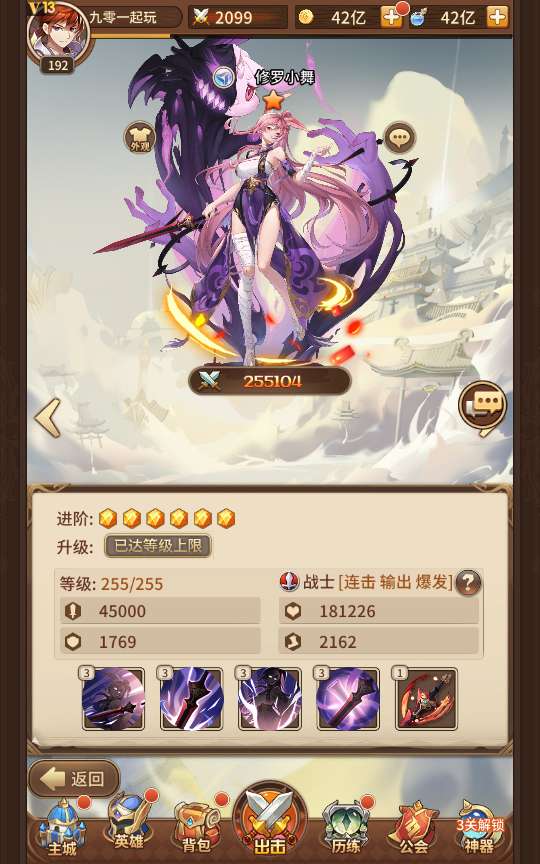 V13
九零一起玩
2099
42亿
42亿
192
修罗小舞
外观
255104
进阶:
升级: 已达等级上限
等级: 255/255
战士 [连击 输出 爆发] ?
45000
181226
1769
2162
3
3
3
3
1
返回
3关解锁
主城
英雄
背包
出击
历练
公会
神器